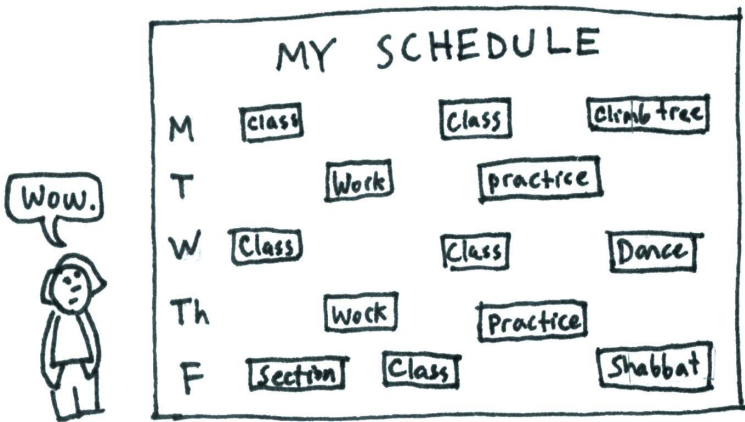 MY SCHEDULE
M class Class Climb tree
T Work practice
Wow.
W Class Class Dance
Th Work Practice
F Section Class Shabbat